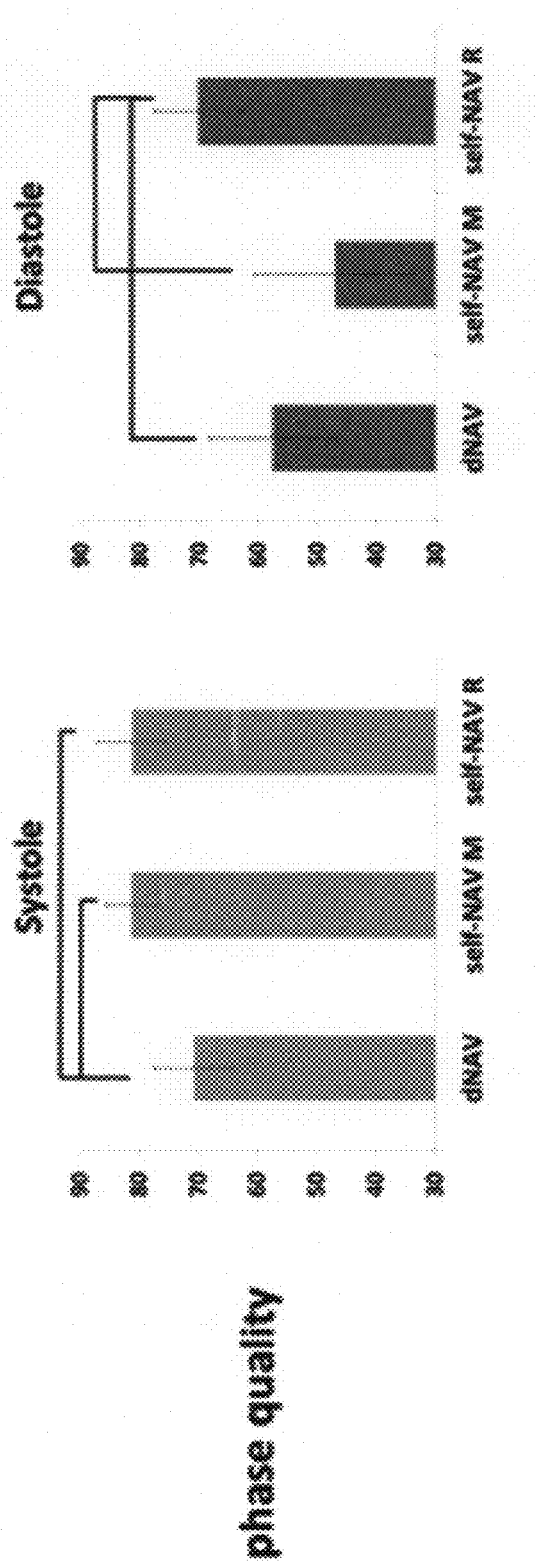 phase quality
Systole
90
80
70
60
50
40
30
dNAV
self-NAV M
self-NAV R
Diastole
90
80
70
60
50
40
30
dNAV
self-NAV M
self-NAV R